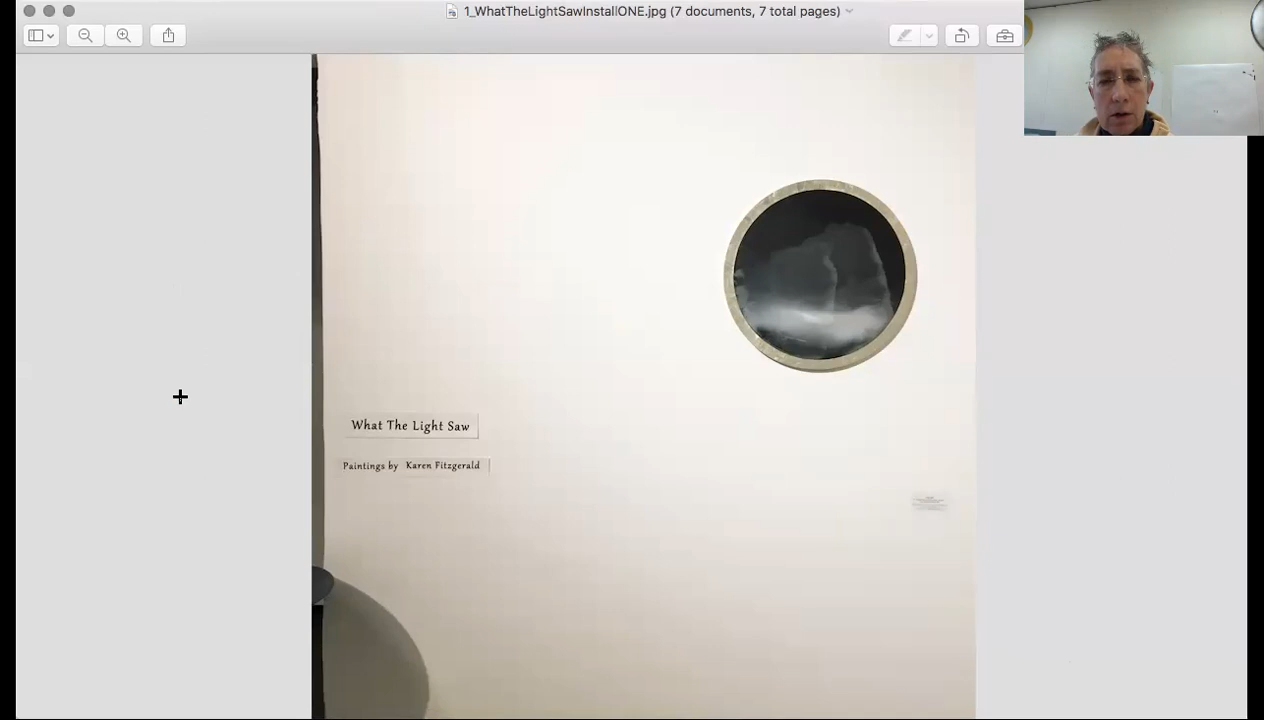 1_WhatTheLightSawInstallONE.jpg (7 documents, 7 total pages)
What The Light Saw
Paintings by Karen Fitzgerald